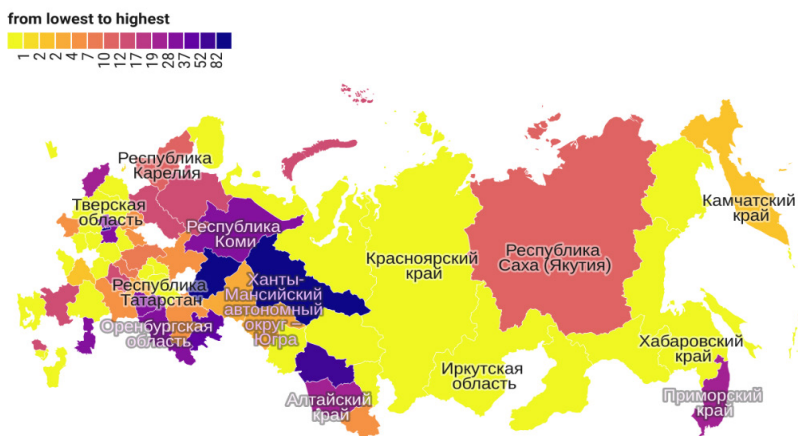 from lowest to highest
1 2 2 4 7 10 12 17 19 28 37 52 82
Республика
Карелия
Тверская
область
Республика
Коми
Камчатский
край
Красноярский
край
Республика
Саха (Якутия)
Республика
Татарстан
Ханты-
Мансийский
автономный
округ —
Югра
Оренбургская
область
Хабаровский
край
Иркутская
область
Алтайский
край
Приморский
край